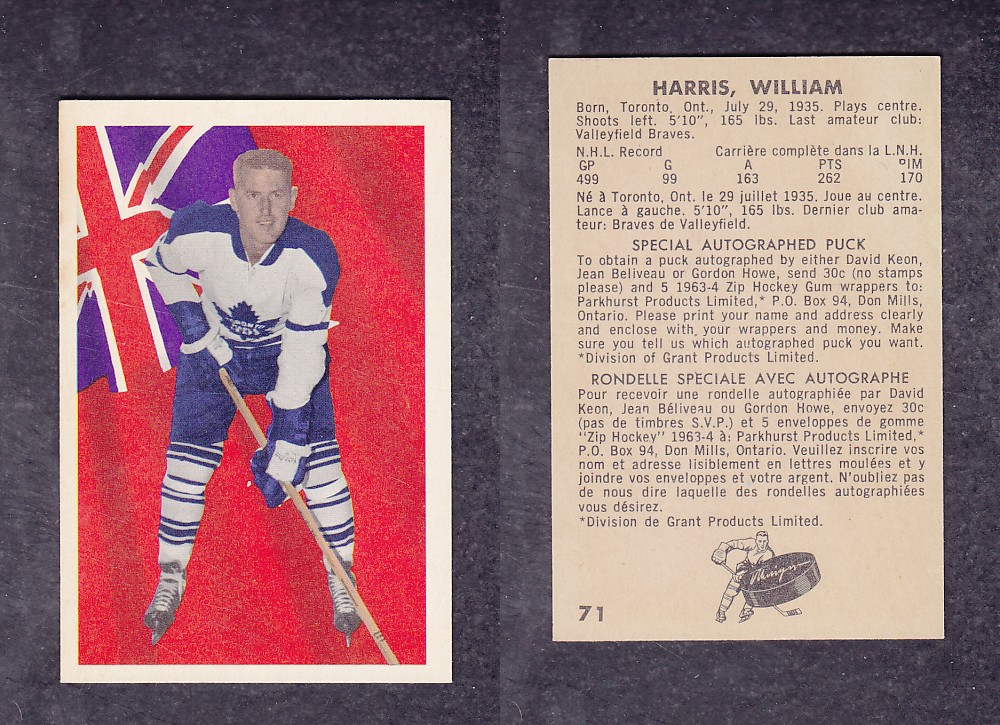 TORONTO
HARRIS, WILLIAM
Born, Toronto, Ont., July 29, 1935. Plays centre.
Shoots left. 5'10", 165 lbs. Last amateur club:
Valleyfield Braves.
N.H.L. Record Carrière complète dans la L.N.H.
GP G A PTS PIM
499 99 163 262 170
Né à Toronto, Ont. le 29 juillet 1935. Joue au centre.
Lance à gauche. 5'10", 165 lbs. Dernier club ama-
teur: Braves de Valleyfield.
SPECIAL AUTOGRAPHED PUCK
To obtain a puck autographed by either David Keon,
Jean Beliveau or Gordon Howe, send 30c (no stamps
please) and 5 1963-4 Zip Hockey Gum wrappers to:
Parkhurst Products Limited,* P.O. Box 94, Don Mills,
Ontario. Please print your name and address clearly
and enclose with your wrappers and money. Make
sure you tell us which autographed puck you want.
*Division of Grant Products Limited.
RONDELLE SPECIALE AVEC AUTOGRAPHE
Pour recevoir une rondelle autographiée par David
Keon, Jean Béliveau ou Gordon Howe, envoyez 30c
(pas de timbres S.V.P.) et 5 enveloppes de gomme
"Zip Hockey" 1963-4 à: Parkhurst Products Limited,*
P.O. Box 94, Don Mills, Ontario. Veuillez inscrire vos
nom et adresse lisiblement en lettres moulées et y
joindre vos enveloppes et votre argent. N'oubliez pas
de nous dire laquelle des rondelles autographiées
vous désirez.
*Division de Grant Products Limited.
71